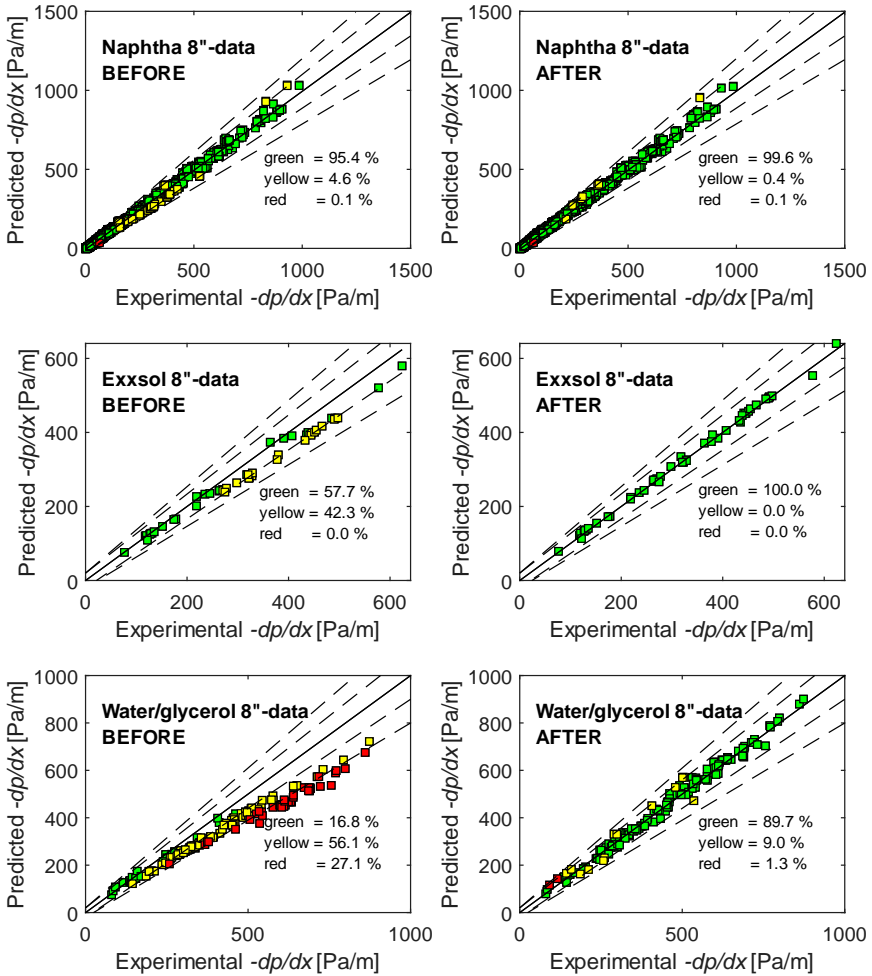 Naphtha 8"-data
BEFORE
green = 95.4 %
yellow = 4.6 %
red = 0.1 %
Predicted -dp/dx [Pa/m]
1500
1000
500
0
0 500 1000 1500
Experimental -dp/dx [Pa/m]
Naphtha 8"-data
AFTER
green = 99.6 %
yellow = 0.4 %
red = 0.1 %
Predicted -dp/dx [Pa/m]
1500
1000
500
0
0 500 1000 1500
Experimental -dp/dx [Pa/m]
Exxsol 8"-data
BEFORE
green = 57.7 %
yellow = 42.3 %
red = 0.0 %
Predicted -dp/dx [Pa/m]
600
400
200
0
0 200 400 600
Experimental -dp/dx [Pa/m]
Exxsol 8"-data
AFTER
green = 100.0 %
yellow = 0.0 %
red = 0.0 %
Predicted -dp/dx [Pa/m]
600
400
200
0
0 200 400 600
Experimental -dp/dx [Pa/m]
Water/glycerol 8"-data
BEFORE
green = 16.8 %
yellow = 56.1 %
red = 27.1 %
Predicted -dp/dx [Pa/m]
1000
800
600
400
200
0
0 500 1000
Experimental -dp/dx [Pa/m]
Water/glycerol 8"-data
AFTER
green = 89.7 %
yellow = 9.0 %
red = 1.3 %
Predicted -dp/dx [Pa/m]
1000
800
600
400
200
0
0 500 1000
Experimental -dp/dx [Pa/m]